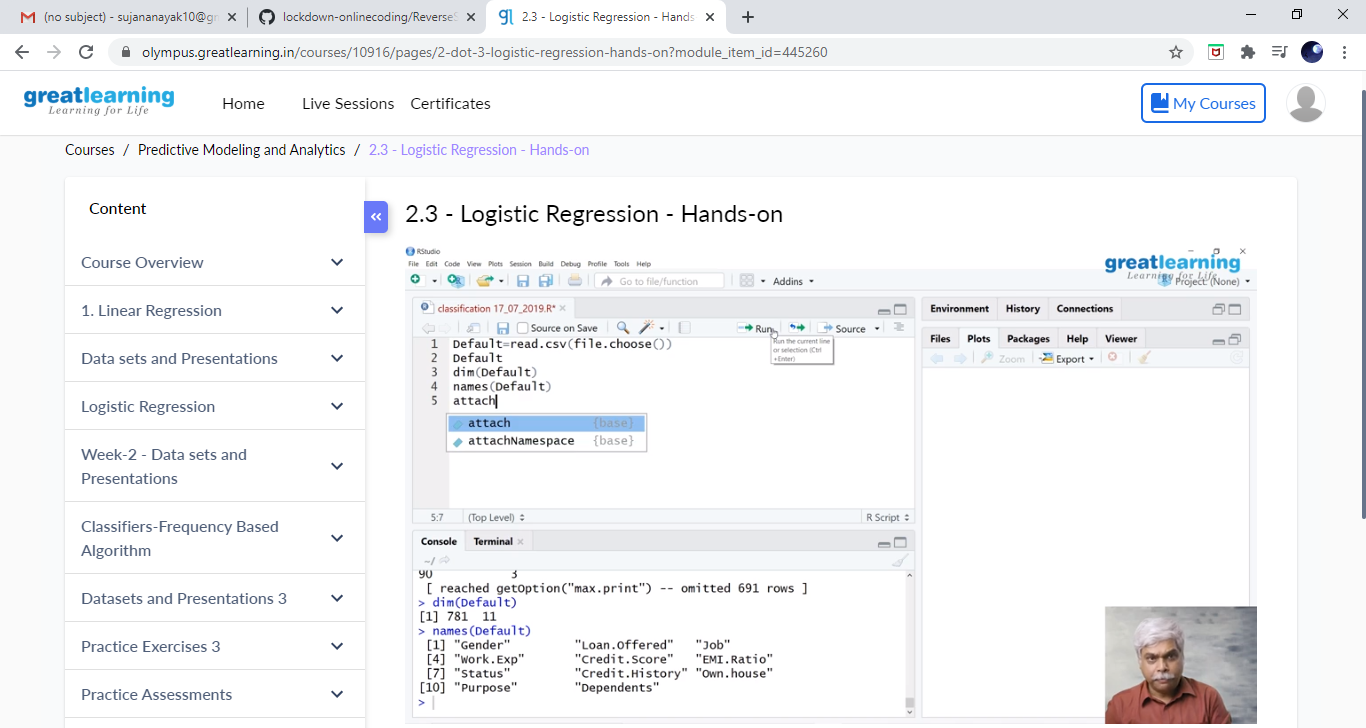 (no subject) - sujananayak10@gr
lockdown-onlinecoding/ReverseS
gl 2.3 - Logistic Regression - Hands
olympus.greatlearning.in/courses/10916/pages/2-dot-3-logistic-regression-hands-on?module_item_id=445260
greatlearning
Learning for Life
Home Live Sessions Certificates
My Courses
Courses / Predictive Modeling and Analytics / 2.3 - Logistic Regression - Hands-on
Content
Course Overview
1. Linear Regression
Data sets and Presentations
Logistic Regression
Week-2 - Data sets and
Presentations
Classifiers-Frequency Based
Algorithm
Datasets and Presentations 3
Practice Exercises 3
Practice Assessments
2.3 - Logistic Regression - Hands-on
RStudio
File Edit Code View Plots Session Build Debug Profile Tools Help
greatlearning
Learning for Life
Go to file/function Addins
Project: (None)
classification 17_07_2019.R*
Source on Save Run Source
Run the current line
or selection (Ctrl
+Enter)
1 Default=read.csv(file.choose())
2 Default
3 dim(Default)
4 names(Default)
5 attach
attach {base}
attachNamespace {base}
5:7 (Top Level) R Script
Console Terminal
~/
90 3
[ reached getOption("max.print") -- omitted 691 rows ]
> dim(Default)
[1] 781 11
> names(Default)
[1] "Gender" "Loan.Offered" "Job"
[4] "Work.Exp" "Credit.Score" "EMI.Ratio"
[7] "Status" "Credit.History" "Own.house"
[10] "Purpose" "Dependents"
>
Environment History Connections
Files Plots Packages Help Viewer
Zoom Export